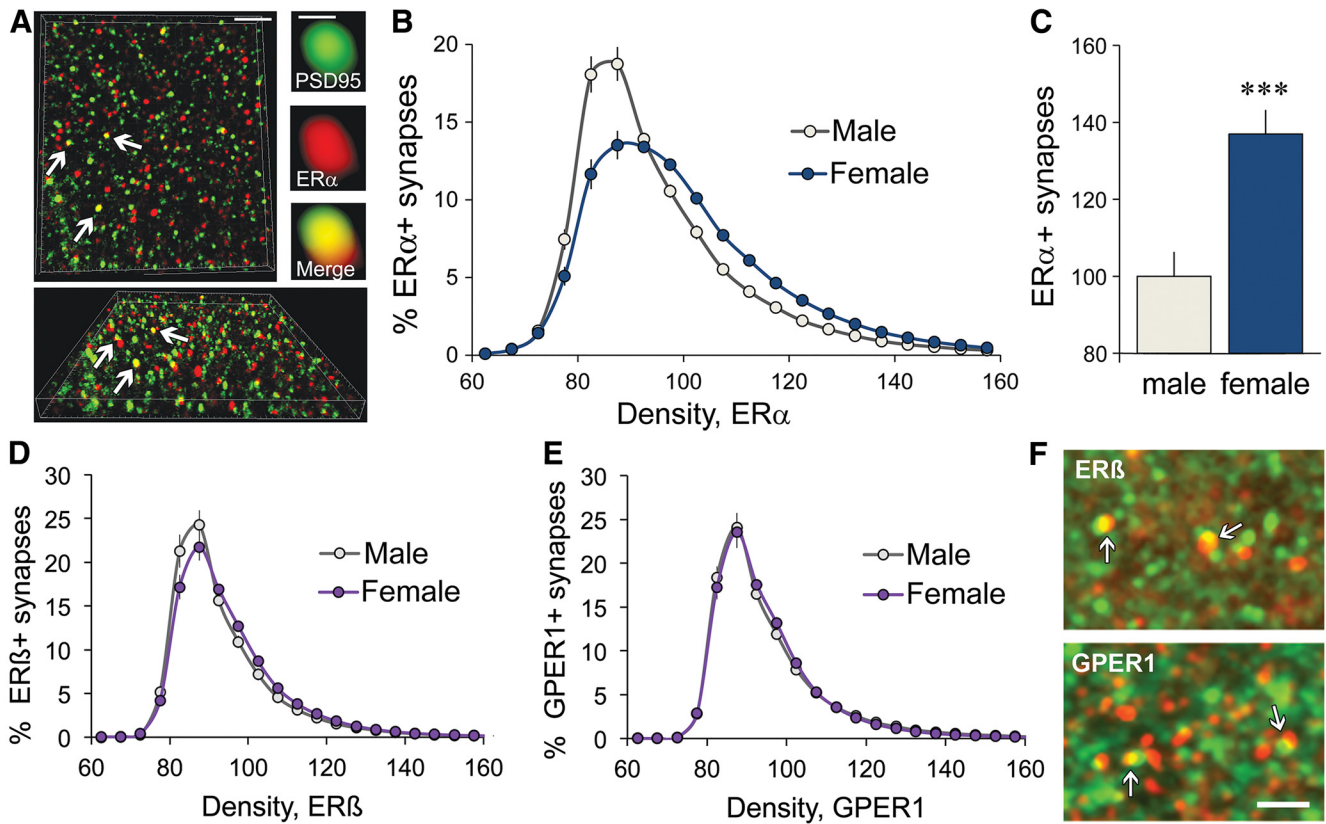 A
PSD95
ERα
Merge
B
% ERα+ synapses
20
15
10
5
0
60
80
100
120
140
160
Density, ERα
Male
Female
C
ERα+ synapses
160
140
120
100
80
***
male
female
D
% ERß+ synapses
30
25
20
15
10
5
0
60
80
100
120
140
160
Density, ERß
Male
Female
E
% GPER1+ synapses
30
25
20
15
10
5
0
60
80
100
120
140
160
Density, GPER1
Male
Female
F
ERß
GPER1